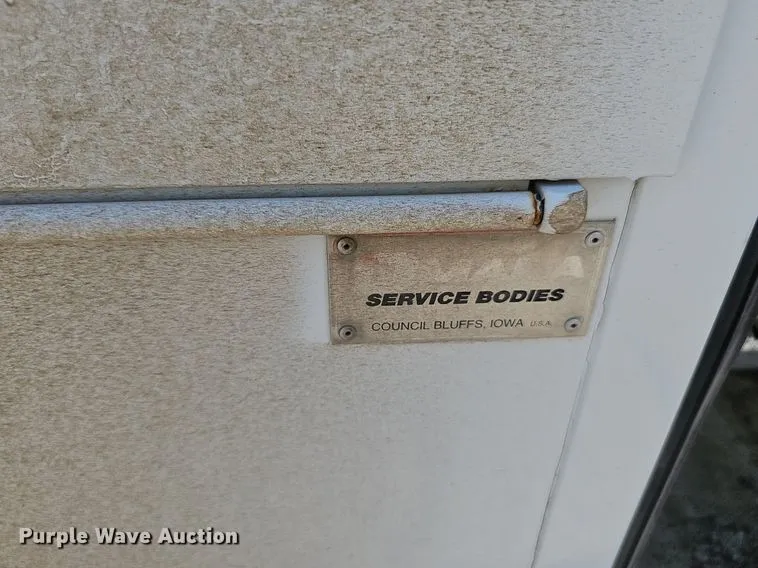 SERVICE BODIES
COUNCIL BLUFFS, IOWA U.S.A.
Purple Wave Auction